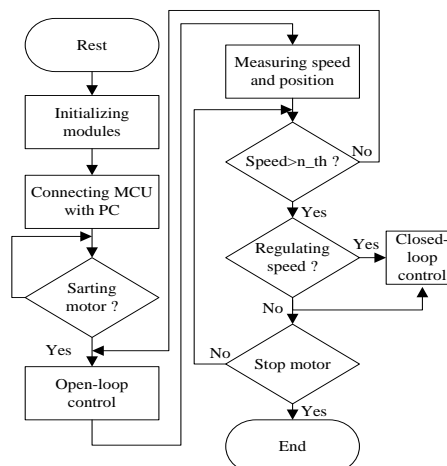 Rest
Initializing
modules
Connecting MCU
with PC
Sarting
motor ?
Yes
Open-loop
control
Measuring speed
and position
Speed>n_th ?
No
Yes
Regulating
speed ?
Yes
Closed-
loop
control
No
Stop motor
No
Yes
End